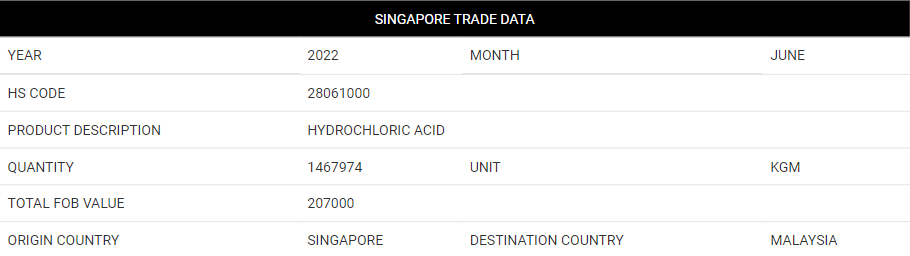 SINGAPORE TRADE DATA
YEAR 2022 MONTH JUNE
HS CODE 28061000
PRODUCT DESCRIPTION HYDROCHLORIC ACID
QUANTITY 1467974 UNIT KGM
TOTAL FOB VALUE 207000
ORIGIN COUNTRY SINGAPORE DESTINATION COUNTRY MALAYSIA